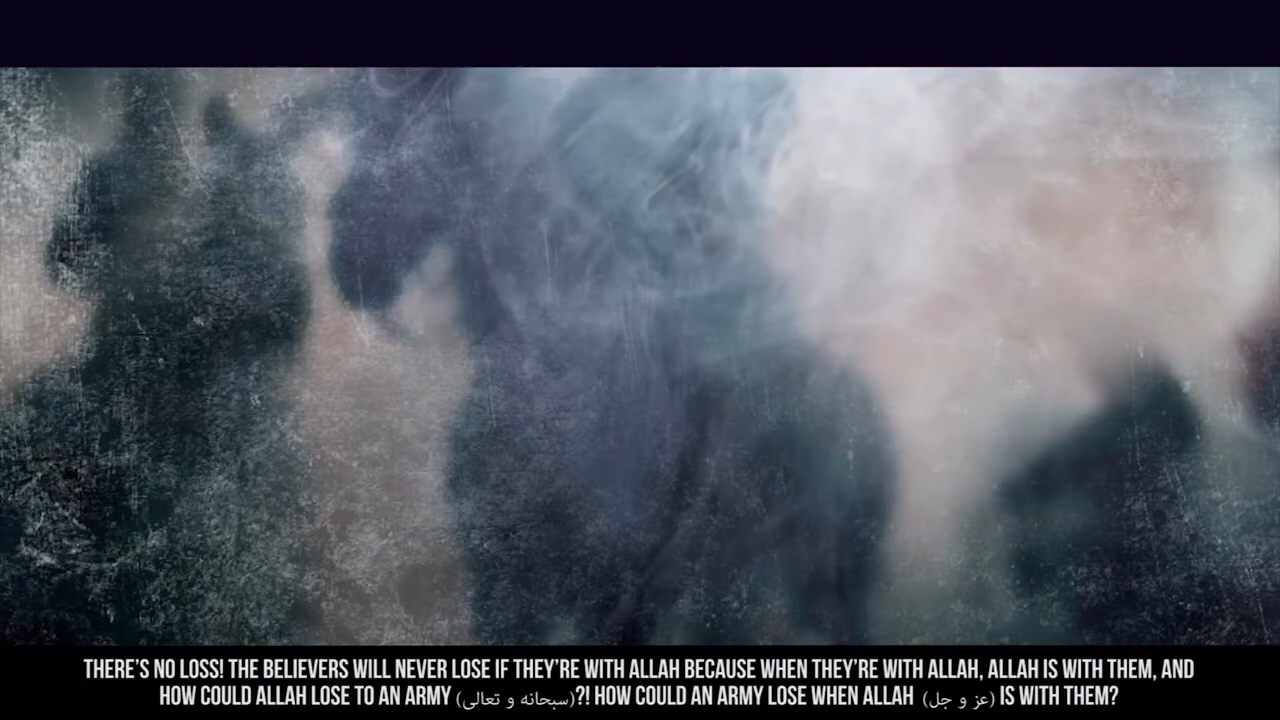 THERE'S NO LOSS! THE BELIEVERS WILL NEVER LOSE IF THEY'RE WITH ALLAH BECAUSE WHEN THEY'RE WITH ALLAH, ALLAH IS WITH THEM, AND
HOW COULD ALLAH LOSE TO AN ARMY (سبحانه و تعالى)?! HOW COULD AN ARMY LOSE WHEN ALLAH (عز و جل) IS WITH THEM?